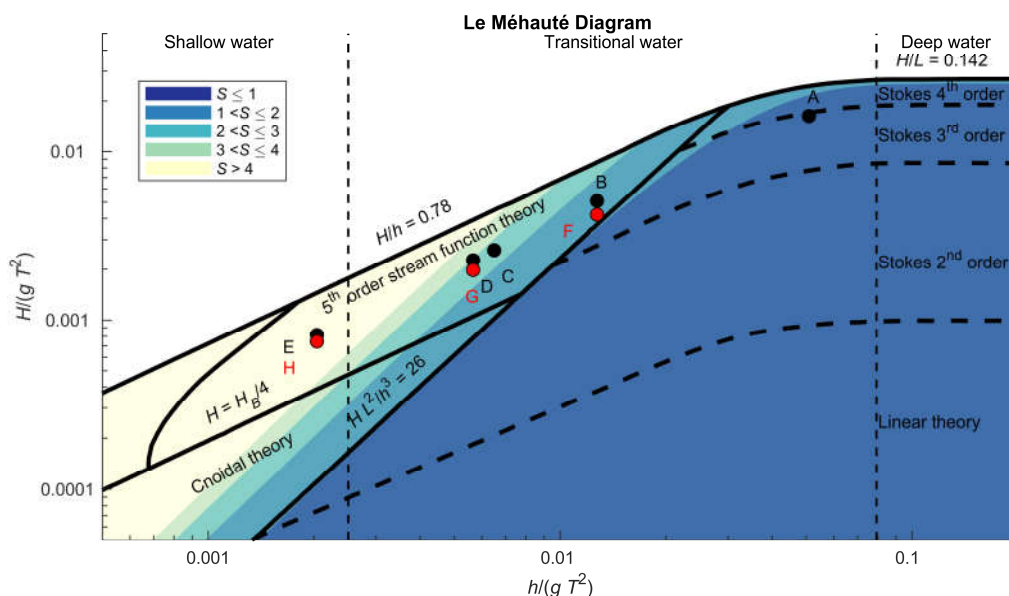 Le Méhauté Diagram
Shallow water
Transitional water
Deep water
H/L = 0.142
S ≤ 1
1 <S ≤ 2
2 <S ≤ 3
3 <S ≤ 4
S > 4
A
Stokes 4th order
Stokes 3rd order
0.01
B
H/h = 0.78
5th order stream function theory
F
Stokes 2nd order
D
C
G
H/(g T²)
0.001
E
H
H = H_B/4
H L²/h³ = 26
Linear theory
Cnoidal theory
0.0001
0.001
0.01
0.1
h/(g T²)